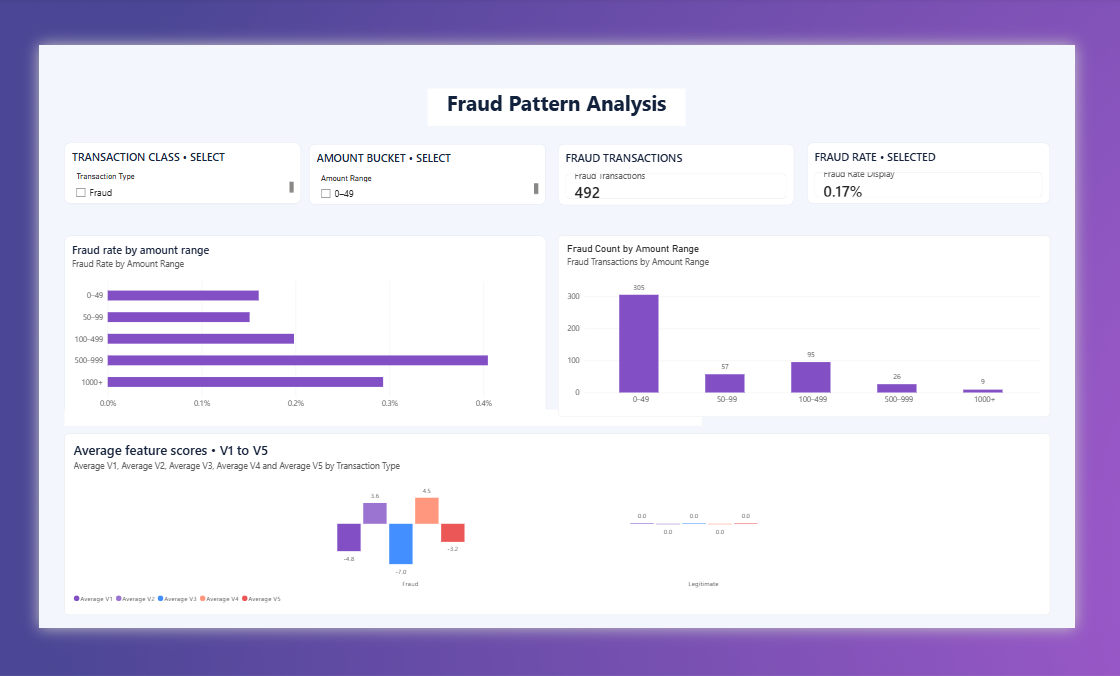 Fraud Pattern Analysis
TRANSACTION CLASS • SELECT
Transaction Type
Fraud
AMOUNT BUCKET • SELECT
Amount Range
0–49
FRAUD TRANSACTIONS
Fraud Transactions
492
FRAUD RATE • SELECTED
Fraud Rate Display
0.17%
Fraud rate by amount range
Fraud Rate by Amount Range
0–49
50–99
100–499
500–999
1000+
0.0% 0.1% 0.2% 0.3% 0.4%
Fraud Count by Amount Range
Fraud Transactions by Amount Range
300
200
100
0
305
57
95
26
9
0–49 50–99 100–499 500–999 1000+
Average feature scores • V1 to V5
Average V1, Average V2, Average V3, Average V4 and Average V5 by Transaction Type
-4.8
3.6
-7.0
4.5
-3.2
0.0
0.0
0.0
0.0
0.0
Fraud
Legitimate
Average V1 Average V2 Average V3 Average V4 Average V5